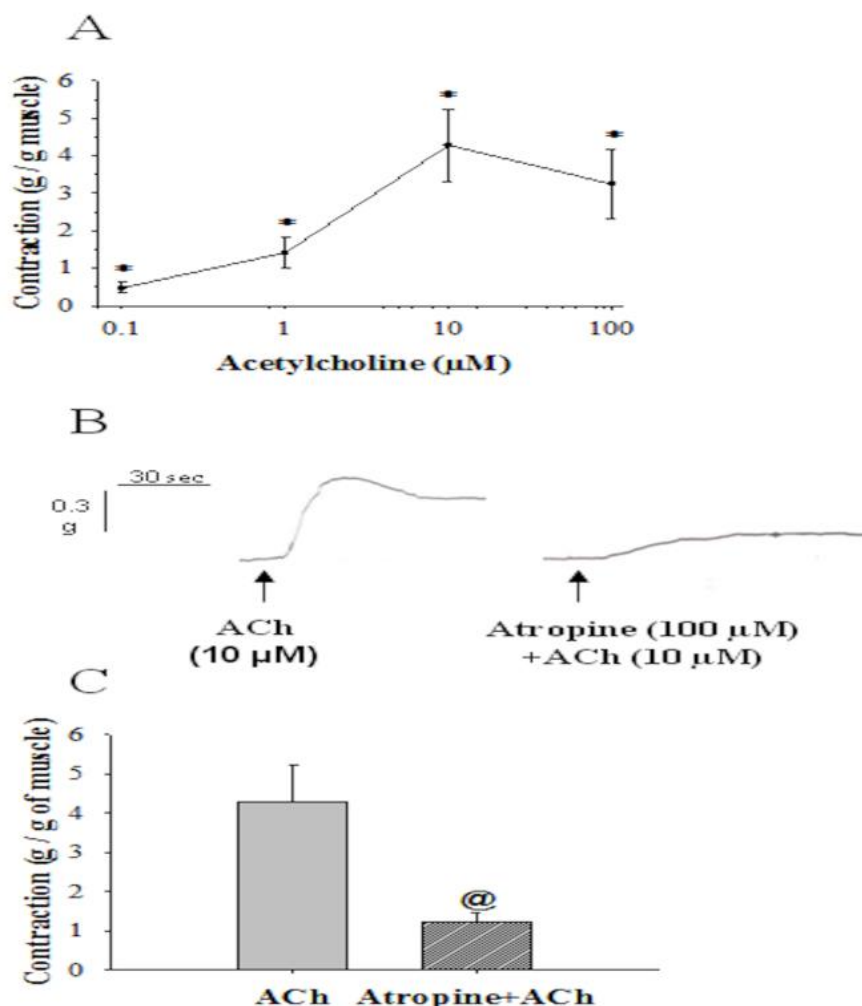 A
Contraction (g / g muscle)
6
5
4
3
2
1
0
0.1 1 10 100
* * * *
Acetylcholine (µM)
B
30 sec
0.3
g
ACh
(10 µM)
Atropine (100 µM)
+ACh (10 µM)
C
Contraction (g / g of muscle)
6
5
4
3
2
1
0
@
ACh Atropine+ACh